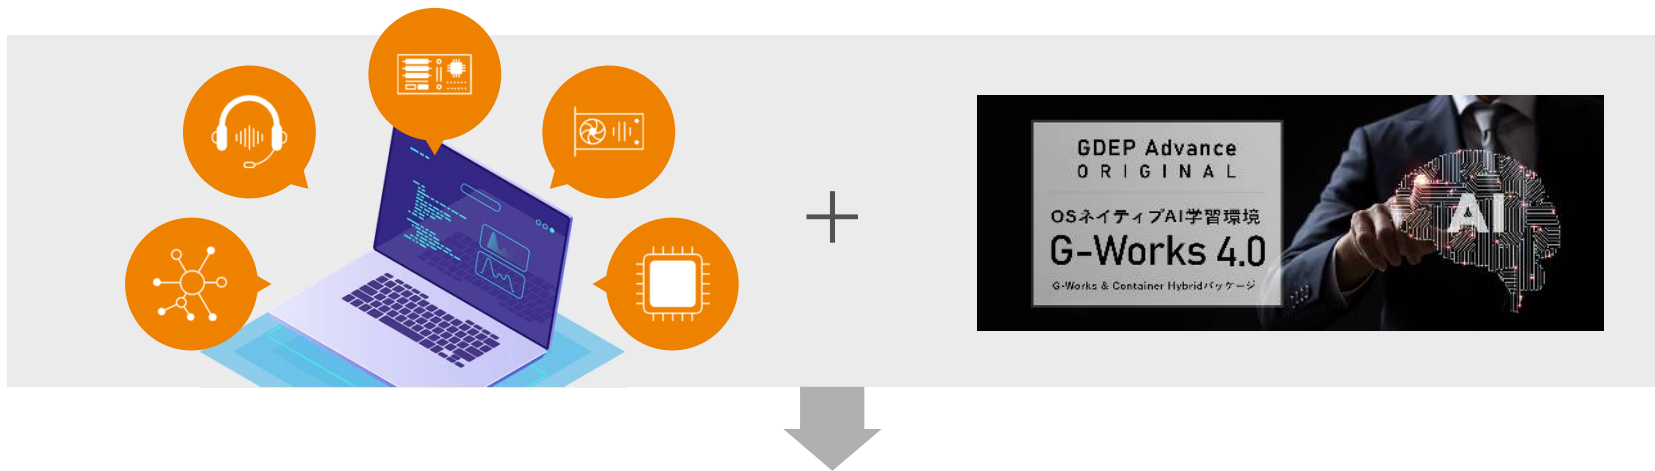 GDEP Advance
ORIGINAL
OSネイティブAI学習環境
G-Works 4.0
G-Works & Container Hybridパッケージ
AI